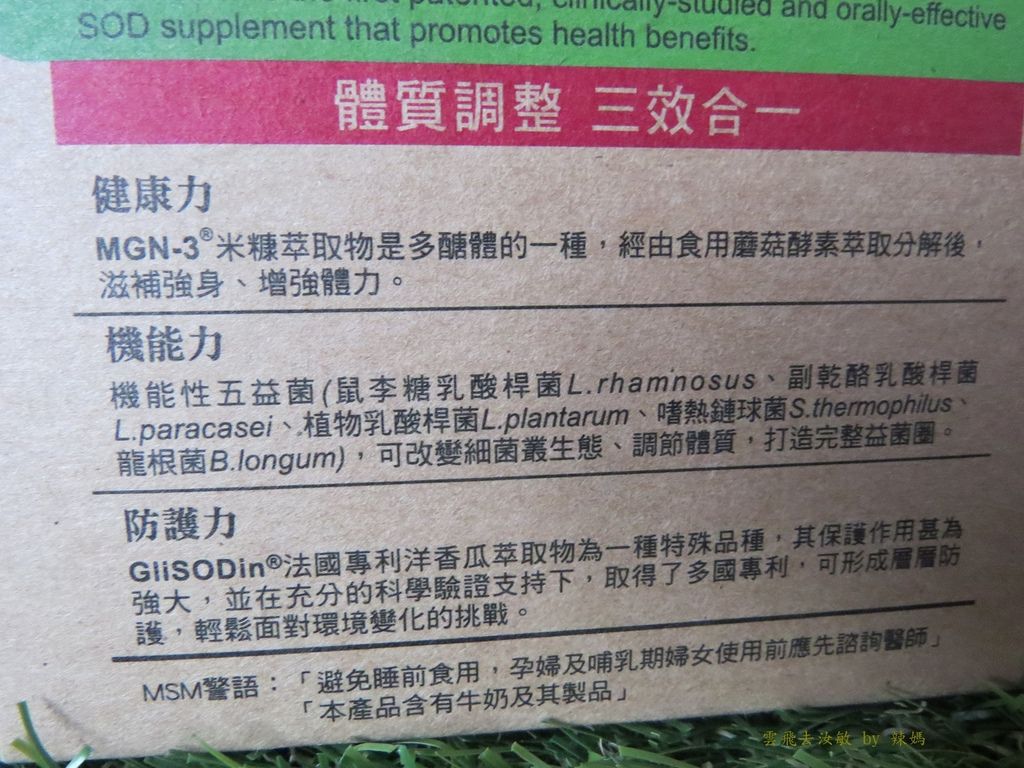 the first patented, clinically-studied and orally-effective
SOD supplement that promotes health benefits.
體質調整 三效合一
健康力
MGN-3®米糠萃取物是多醣體的一種，經由食用蘑菇酵素萃取分解後，
滋補強身、增強體力。
機能力
機能性五益菌(鼠李糖乳酸桿菌L.rhamnosus、副乾酪乳酸桿菌
L.paracasei、植物乳酸桿菌L.plantarum、嗜熱鏈球菌S.thermophilus、
龍根菌B.longum)，可改變細菌叢生態、調節體質，打造完整益菌圈。
防護力
GliSODin®法國專利洋香瓜萃取物為一種特殊品種，其保護作用甚為
強大，並在充分的科學驗證支持下，取得了多國專利，可形成層層防
護，輕鬆面對環境變化的挑戰。
MSM警語：「避免睡前食用，孕婦及哺乳期婦女使用前應先諮詢醫師」
「本產品含有牛奶及其製品」
雲飛去汝敏 by 辣媽